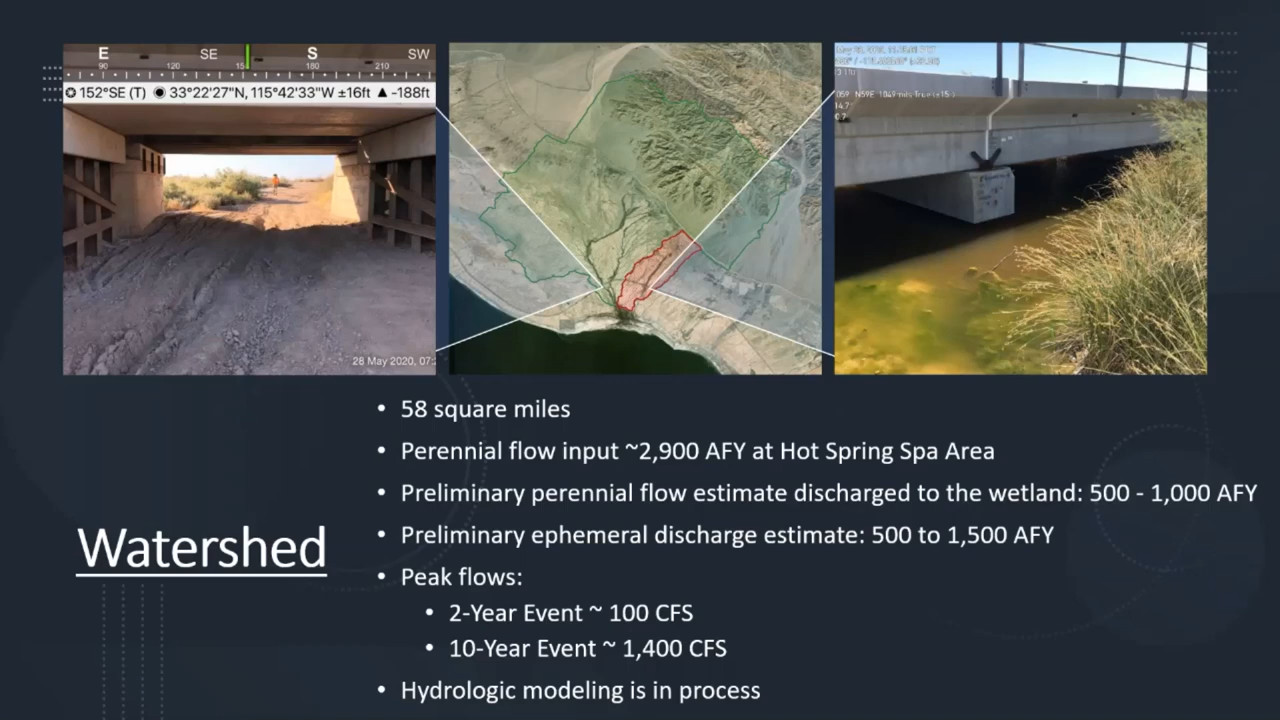 E SE S SW
90 120 15 180 210
152°SE (T) 33°22'27"N, 115°42'33"W ±16ft ▲ -188ft
28 May 2020, 07:
Watershed
• 58 square miles
• Perennial flow input ~2,900 AFY at Hot Spring Spa Area
• Preliminary perennial flow estimate discharged to the wetland: 500 - 1,000 AFY
• Preliminary ephemeral discharge estimate: 500 to 1,500 AFY
• Peak flows:
• 2-Year Event ~ 100 CFS
• 10-Year Event ~ 1,400 CFS
• Hydrologic modeling is in process